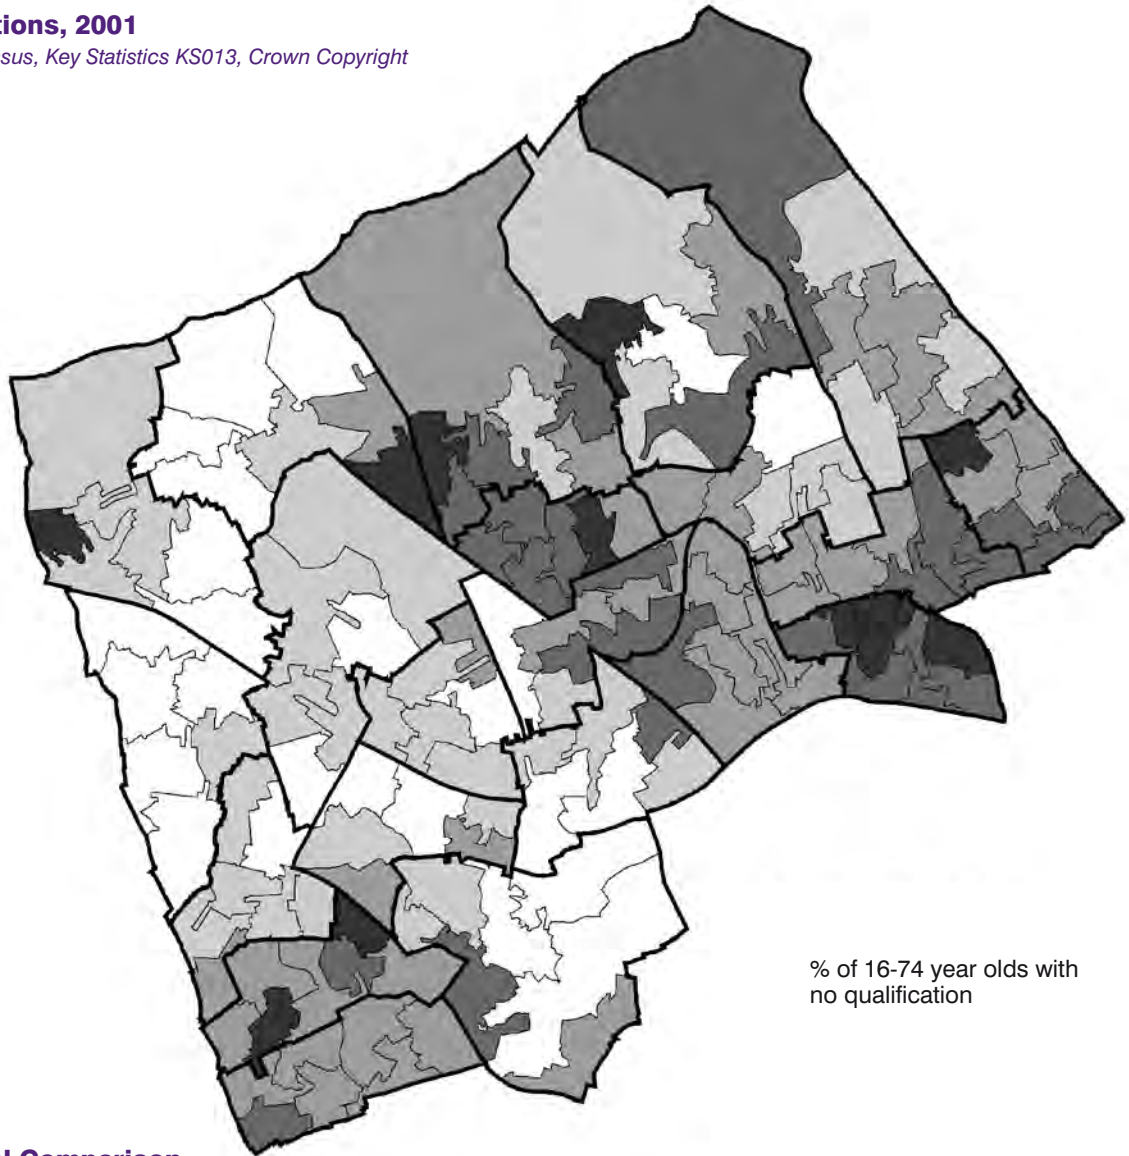 tions, 2001
sus, Key Statistics KS013, Crown Copyright
% of 16-74 year olds with
no qualification
l Comparison